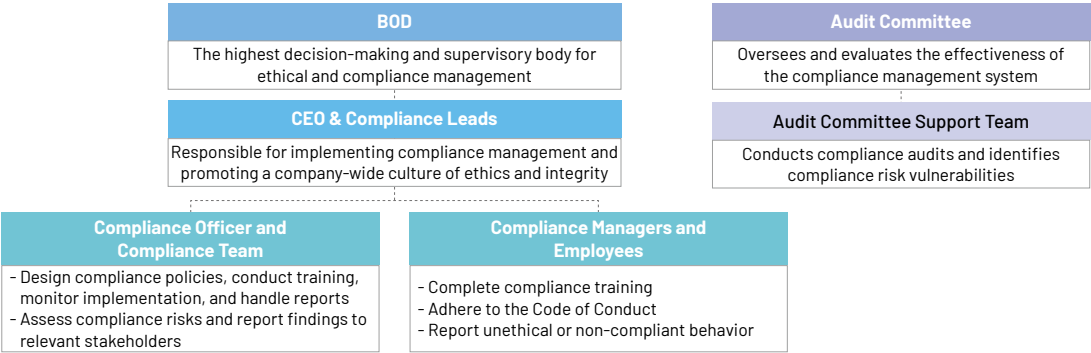 BOD
The highest decision-making and supervisory body for
ethical and compliance management
CEO & Compliance Leads
Responsible for implementing compliance management and
promoting a company-wide culture of ethics and integrity
Compliance Officer and
Compliance Team
- Design compliance policies, conduct training,
monitor implementation, and handle reports
- Assess compliance risks and report findings to
relevant stakeholders
Compliance Managers and
Employees
- Complete compliance training
- Adhere to the Code of Conduct
- Report unethical or non-compliant behavior
Audit Committee
Oversees and evaluates the effectiveness of
the compliance management system
Audit Committee Support Team
Conducts compliance audits and identifies
compliance risk vulnerabilities